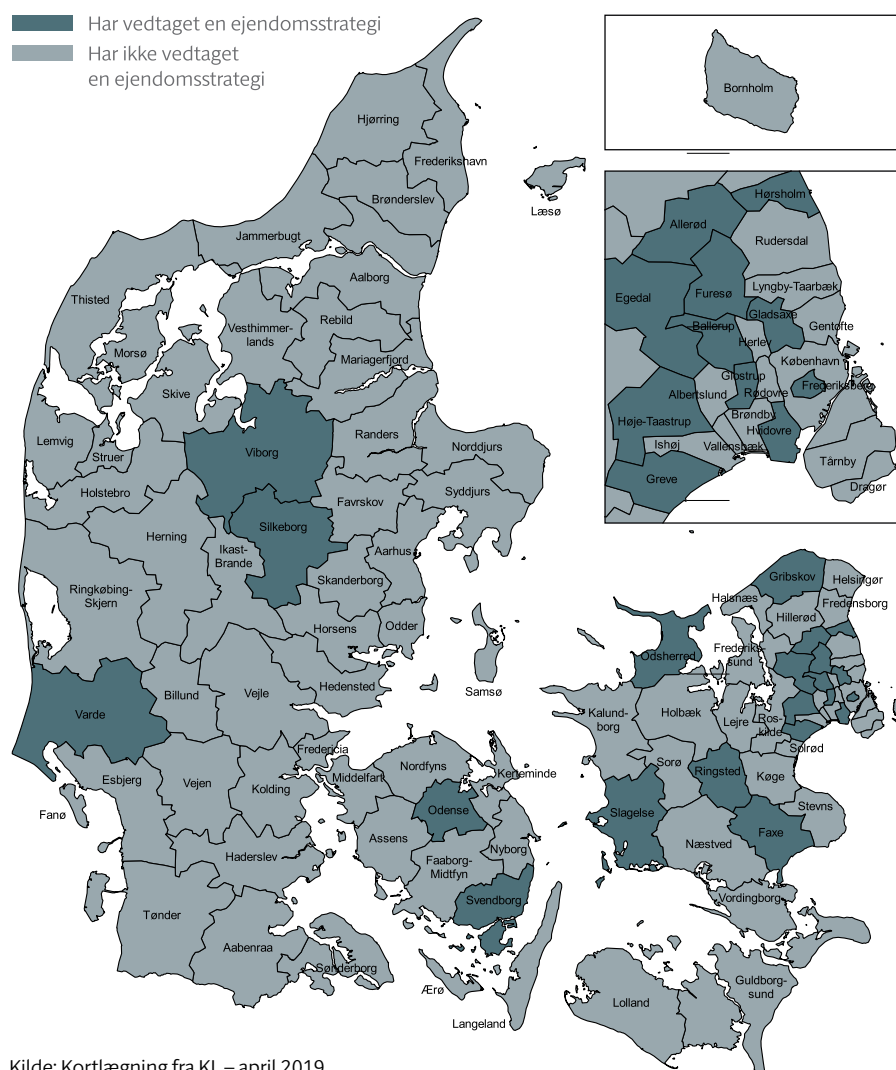 Har vedtaget en ejendomsstrategi
Har ikke vedtaget
en ejendomsstrategi
Bornholm
Hjørring
Frederikshavn
Brønderslev
Læsø
Jammerbugt
Aalborg
Thisted
Vesthimmer-
lands
Rebild
Morsø
Mariagerfjord
Skive
Lemvig
Struer
Viborg
Randers
Norddjurs
Holstebro
Favrskov
Syddjurs
Herning
Silkeborg
Ikast-
Brande
Aarhus
Skanderborg
Ringkøbing-
Skjern
Horsens
Odder
Samsø
Hedensted
Varde
Billund
Vejle
Fredericia
Esbjerg
Vejen
Kolding
Middelfart
Nordfyns
Kerteminde
Fanø
Odense
Assens
Nyborg
Haderslev
Faaborg-
Midtfyn
Svendborg
Tønder
Aabenraa
Sønderborg
Ærø
Langeland
Hørsholm
Allerød
Rudersdal
Egedal
Furesø
Lyngby-Taarbæk
Gladsaxe
Ballerup
Gentofte
Herlev
København
Glostrup
Frederiksberg
Albertslund
Rødovre
Høje-Taastrup
Brøndby
Hvidovre
Ishøj
Vallensbæk
Tårnby
Greve
Dragør
Gribskov
Helsingør
Halsnæs
Fredensborg
Hillerød
Odsherred
Frederiks-
sund
Kalund-
borg
Holbæk
Lejre
Ros-
kilde
Solrød
Sorø
Ringsted
Køge
Slagelse
Stevns
Faxe
Næstved
Vordingborg
Guldborg-
sund
Lolland
Kilde: Kortlægning fra KL – april 2019